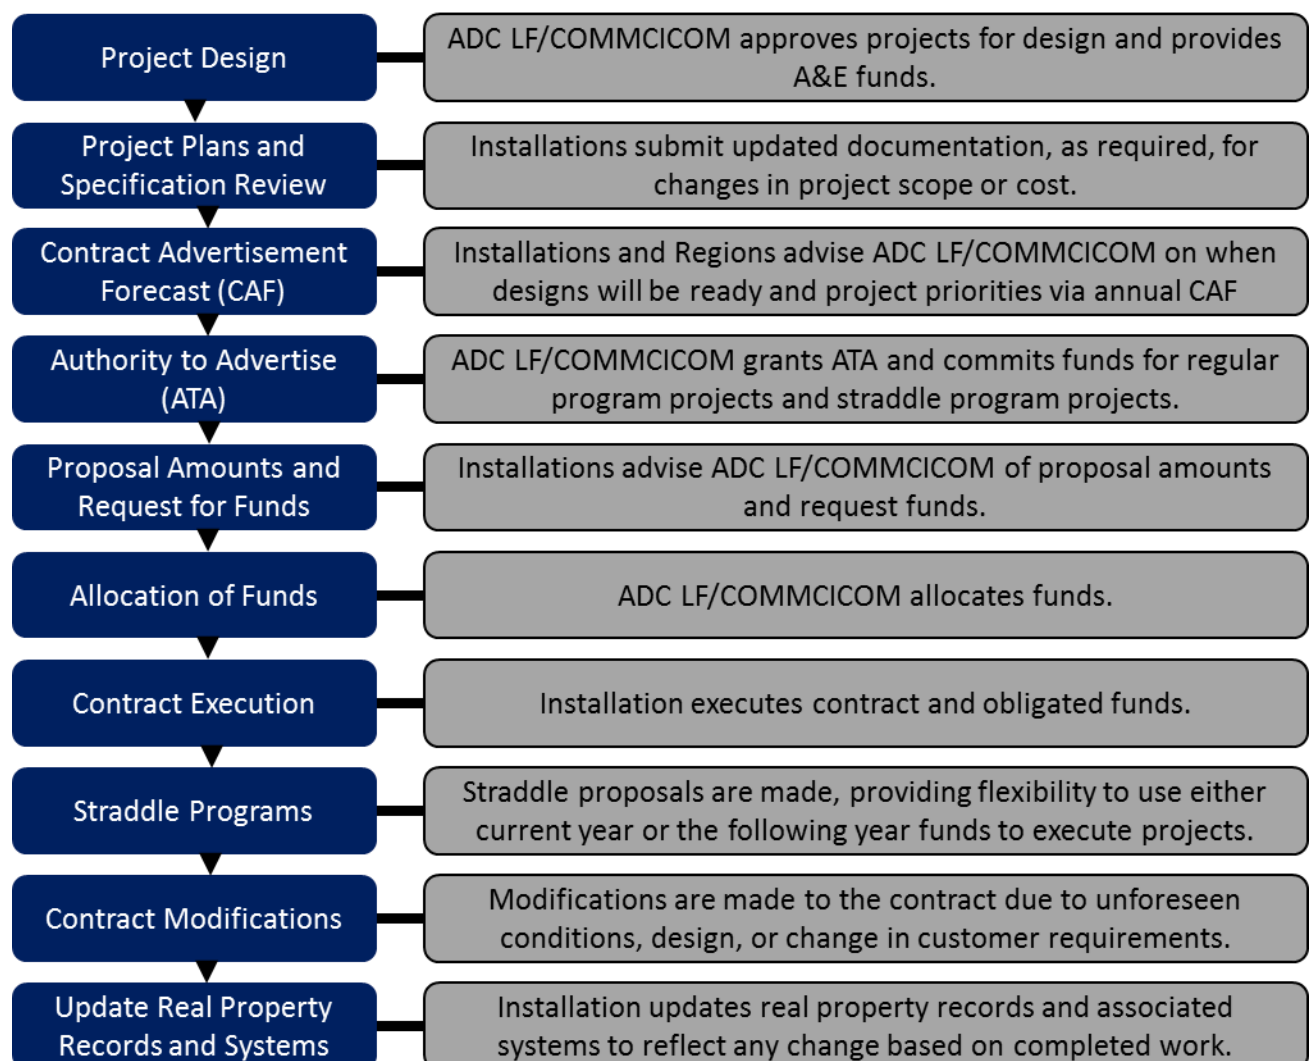 Project Design
ADC LF/COMMCICOM approves projects for design and provides
A&E funds.
Project Plans and
Specification Review
Installations submit updated documentation, as required, for
changes in project scope or cost.
Contract Advertisement
Forecast (CAF)
Installations and Regions advise ADC LF/COMMCICOM on when
designs will be ready and project priorities via annual CAF
Authority to Advertise
(ATA)
ADC LF/COMMCICOM grants ATA and commits funds for regular
program projects and straddle program projects.
Proposal Amounts and
Request for Funds
Installations advise ADC LF/COMMCICOM of proposal amounts
and request funds.
Allocation of Funds
ADC LF/COMMCICOM allocates funds.
Contract Execution
Installation executes contract and obligated funds.
Straddle Programs
Straddle proposals are made, providing flexibility to use either
current year or the following year funds to execute projects.
Contract Modifications
Modifications are made to the contract due to unforeseen
conditions, design, or change in customer requirements.
Update Real Property
Records and Systems
Installation updates real property records and associated
systems to reflect any change based on completed work.